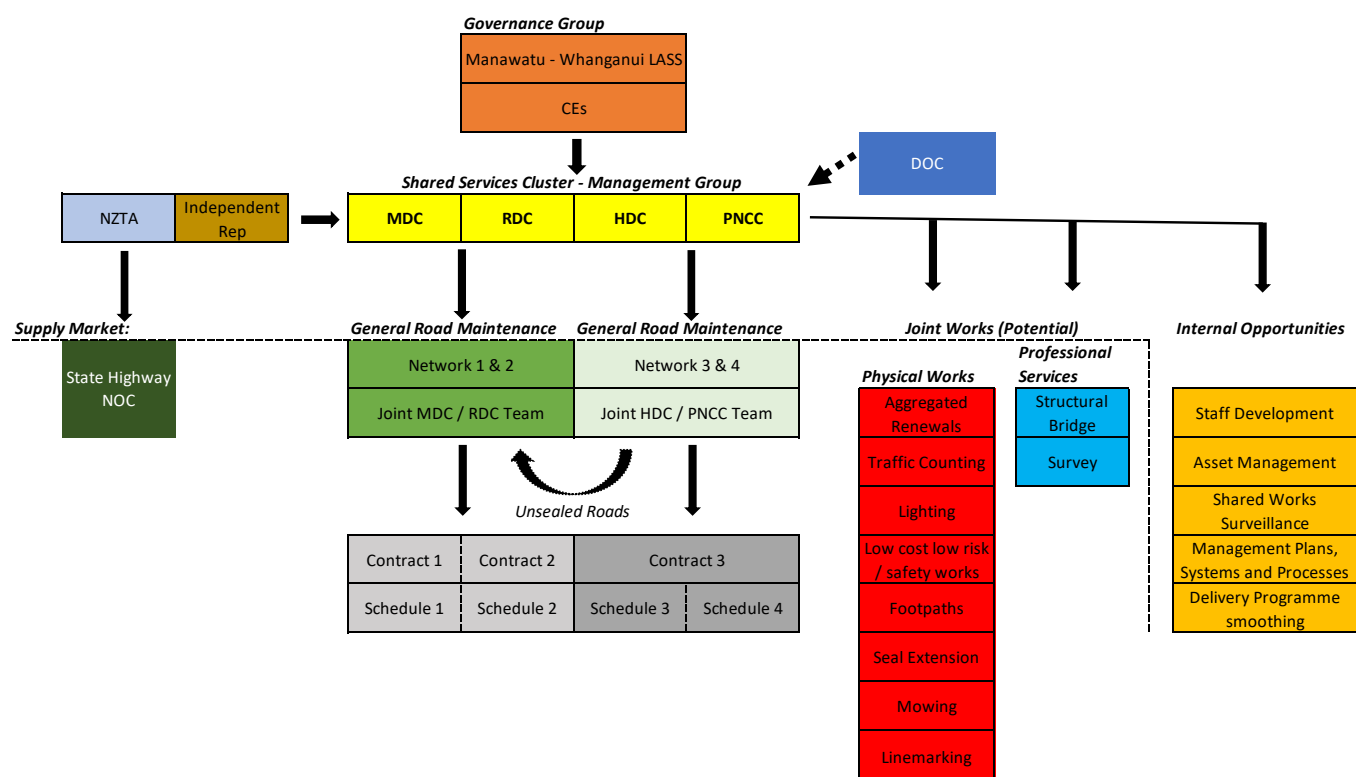 Governance Group
Manawatu - Whanganui LASS
CEs
DOC
Shared Services Cluster - Management Group
NZTA
Independent
Rep
MDC
RDC
HDC
PNCC
Supply Market:
General Road Maintenance
General Road Maintenance
Joint Works (Potential)
Internal Opportunities
State Highway
NOC
Network 1 & 2
Network 3 & 4
Joint MDC / RDC Team
Joint HDC / PNCC Team
Unsealed Roads
Contract 1
Contract 2
Contract 3
Schedule 1
Schedule 2
Schedule 3
Schedule 4
Physical Works
Aggregated
Renewals
Traffic Counting
Lighting
Low cost low risk
/ safety works
Footpaths
Seal Extension
Mowing
Linemarking
Professional
Services
Structural
Bridge
Survey
Staff Development
Asset Management
Shared Works
Surveillance
Management Plans,
Systems and Processes
Delivery Programme
smoothing